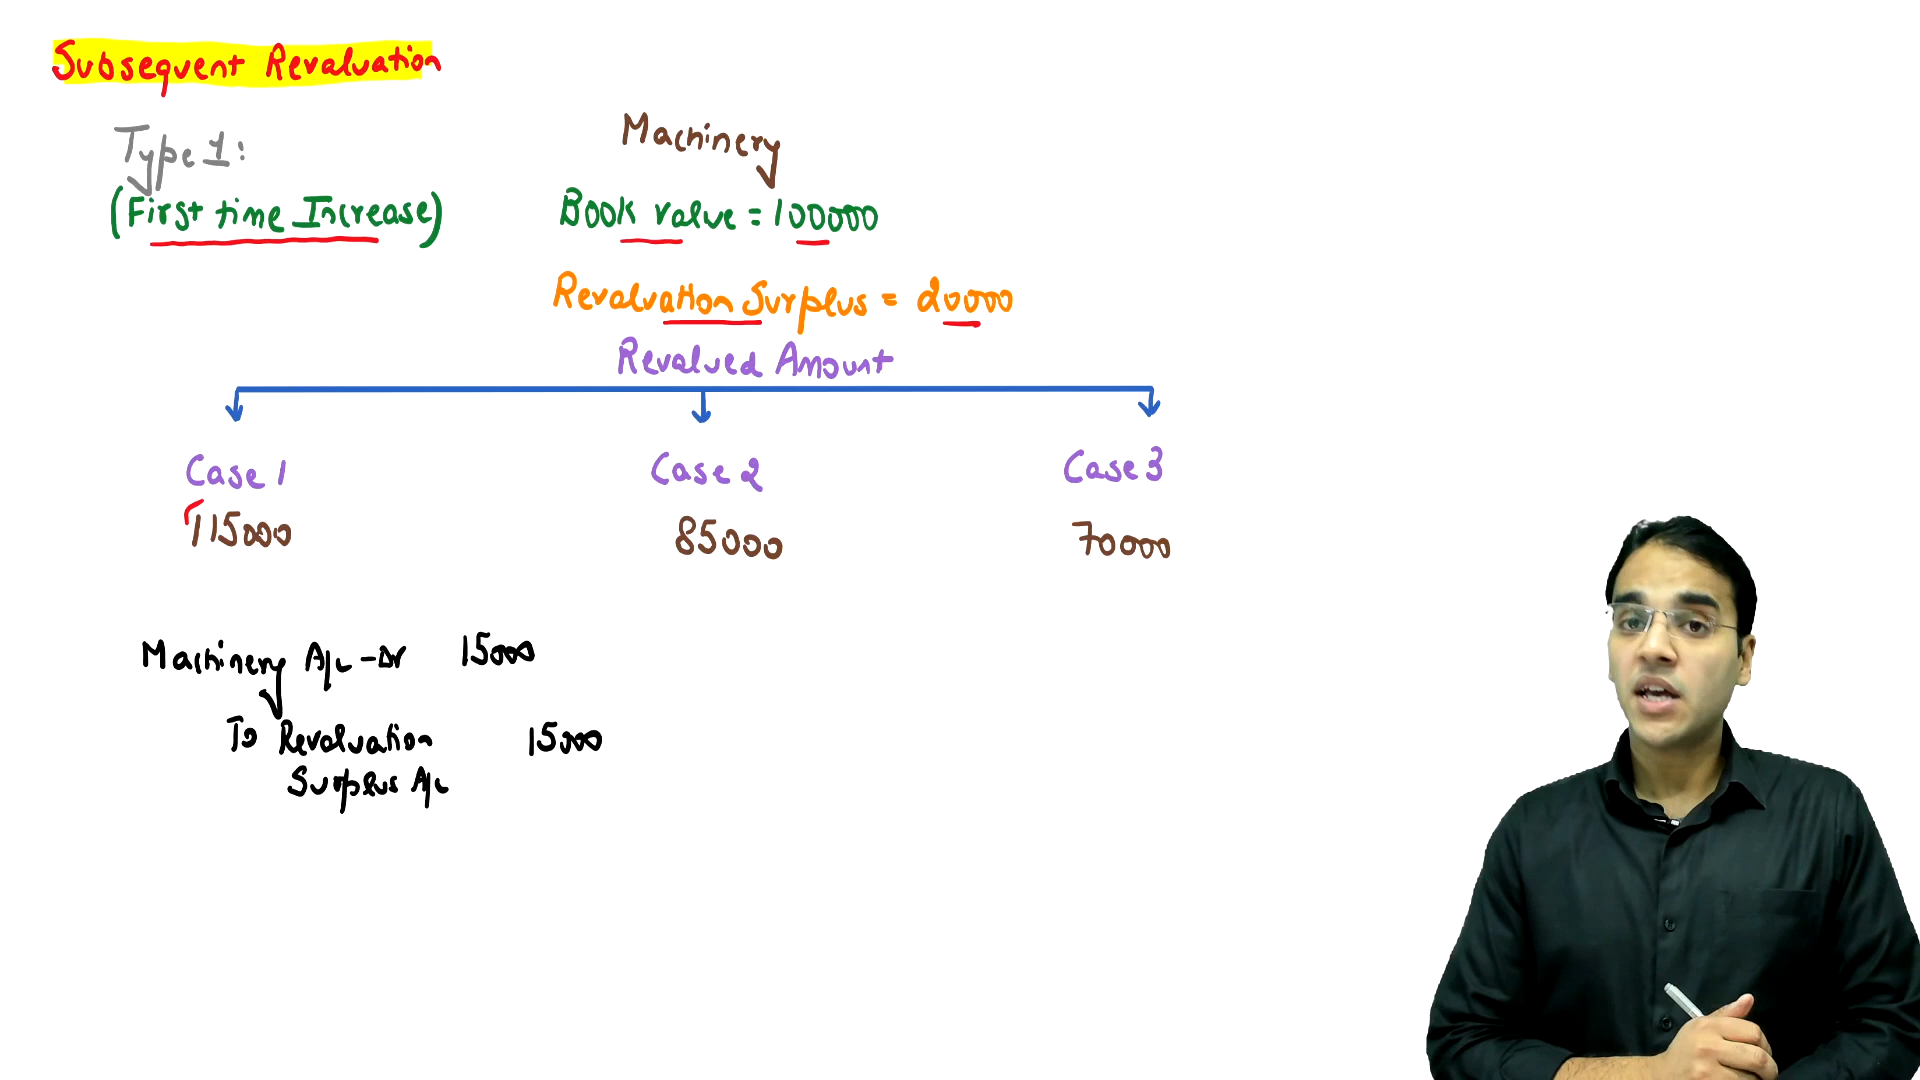 Subsequent Revaluation
Type 1:
(First time Increase)
Machinery
Book value = 100000
Revaluation Surplus = 20000
Revalued Amount
Case 1
Case 2
Case 3
115000
85000
70000
Machinery A/c - Dr 15000
To Revaluation 15000
Surplus A/c